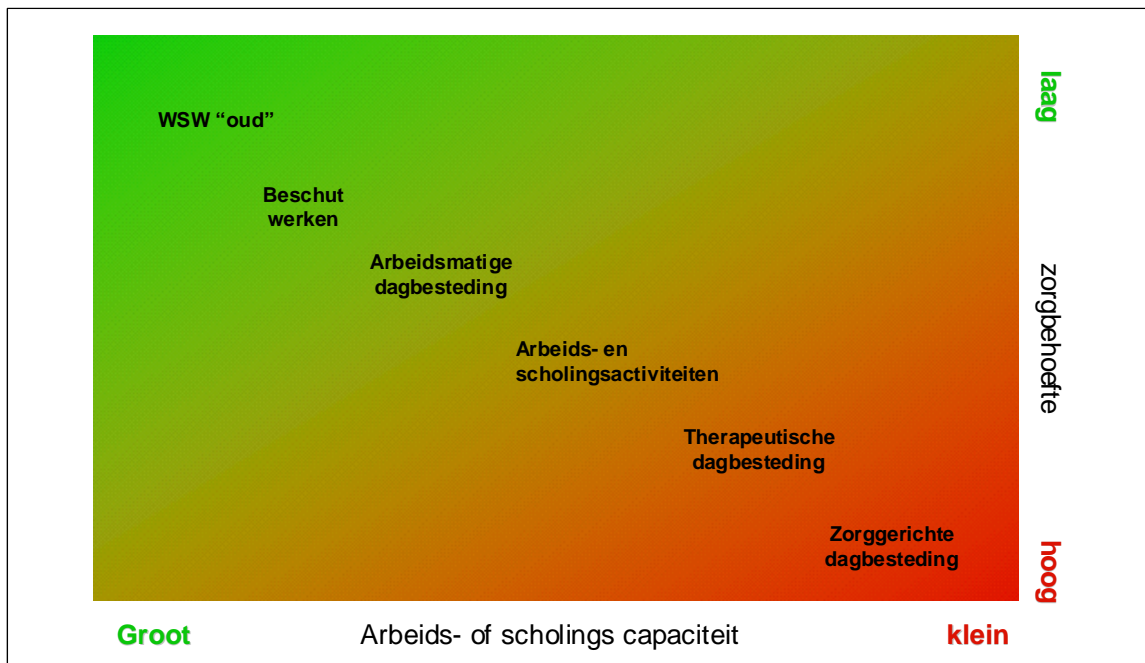 laag
WSW “oud”
Beschut
werken
Arbeidsmatige
dagbesteding
zorgbehoefte
Arbeids- en
scholingsactiviteiten
Therapeutische
dagbesteding
Zorggerichte
dagbesteding
hoog
Groot
Arbeids- of scholings capaciteit
klein